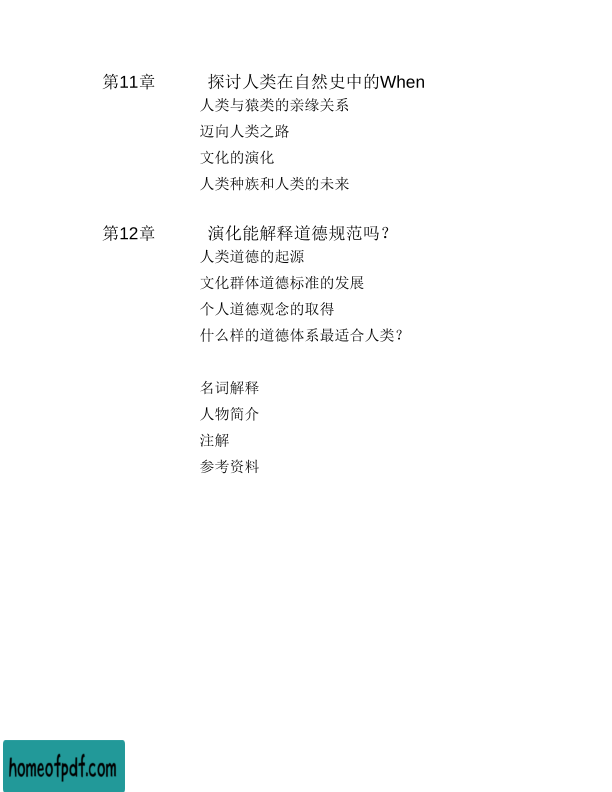 第11章 探讨人类在自然史中的When
人类与猿类的亲缘关系
迈向人类之路
文化的演化
人类种族和人类的未来
第12章 演化能解释道德规范吗？
人类道德的起源
文化群体道德标准的发展
个人道德观念的取得
什么样的道德体系最适合人类？
名词解释
人物简介
注解
参考资料
homeofpdf.com